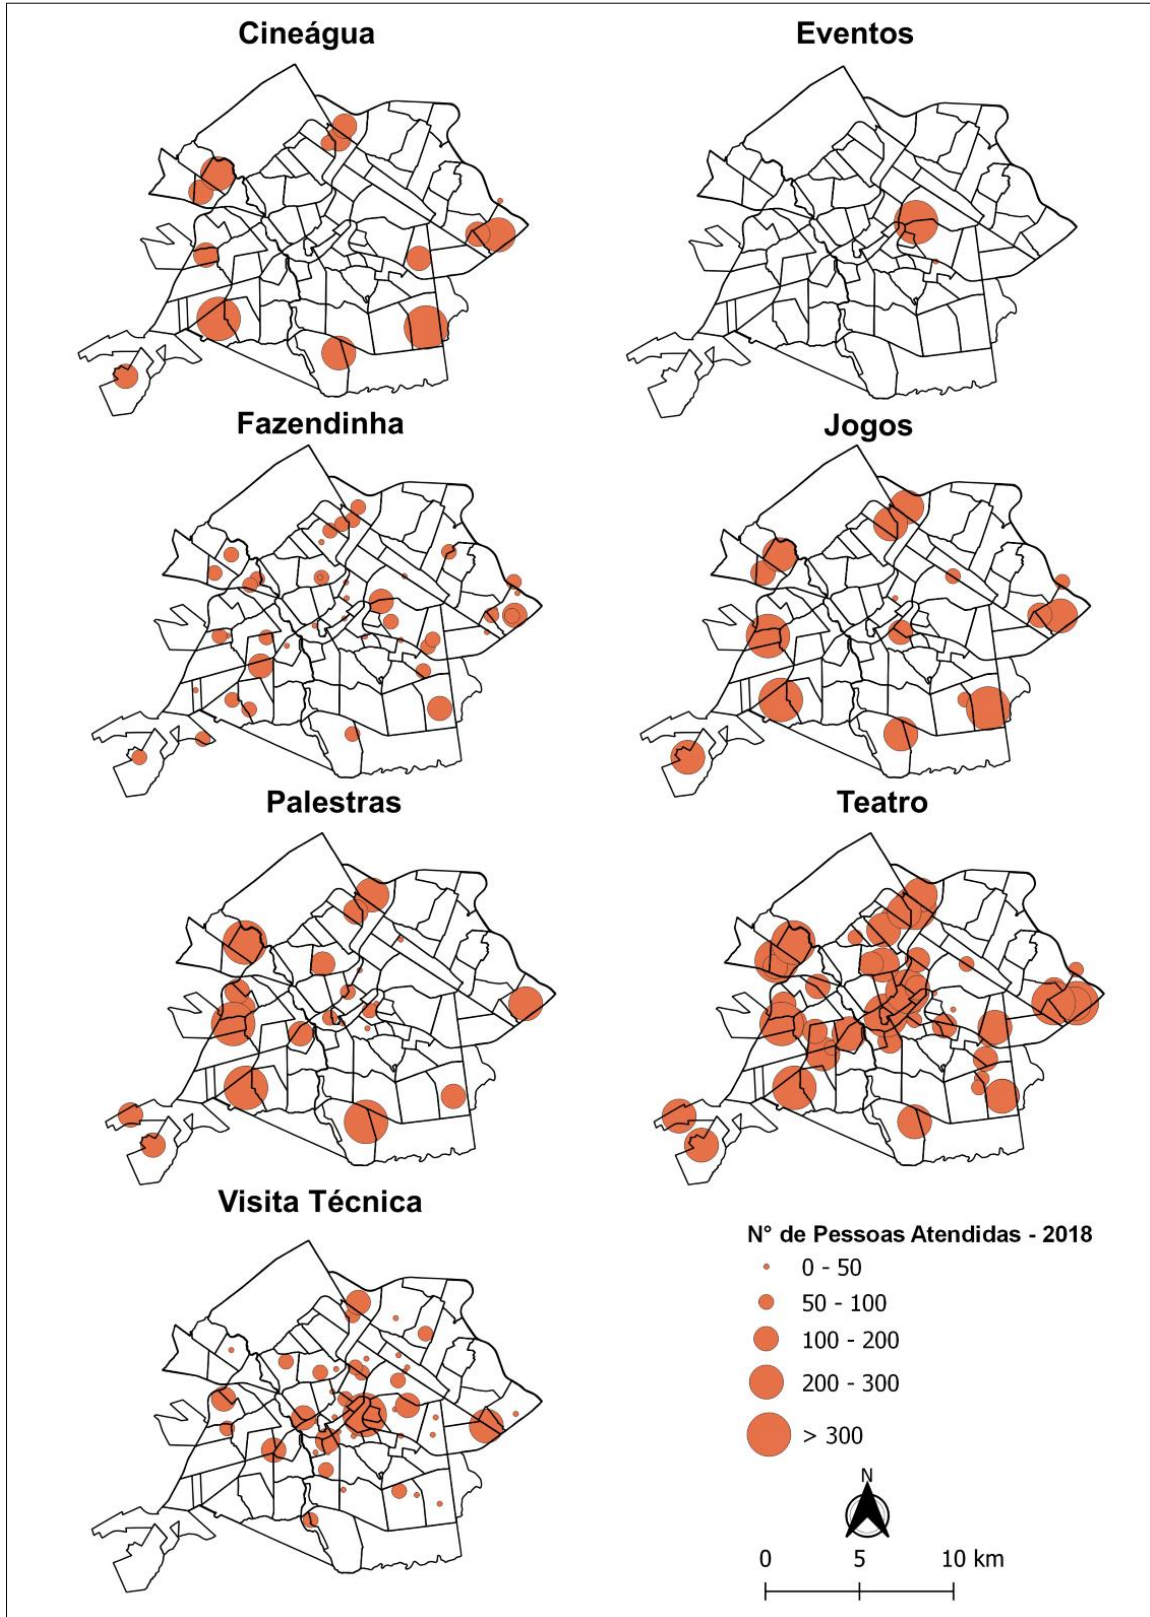 Cineágua
Eventos
Fazendinha
Jogos
Palestras
Teatro
Visita Técnica
N° de Pessoas Atendidas - 2018
0 - 50
50 - 100
100 - 200
200 - 300
> 300
N
0 5 10 km